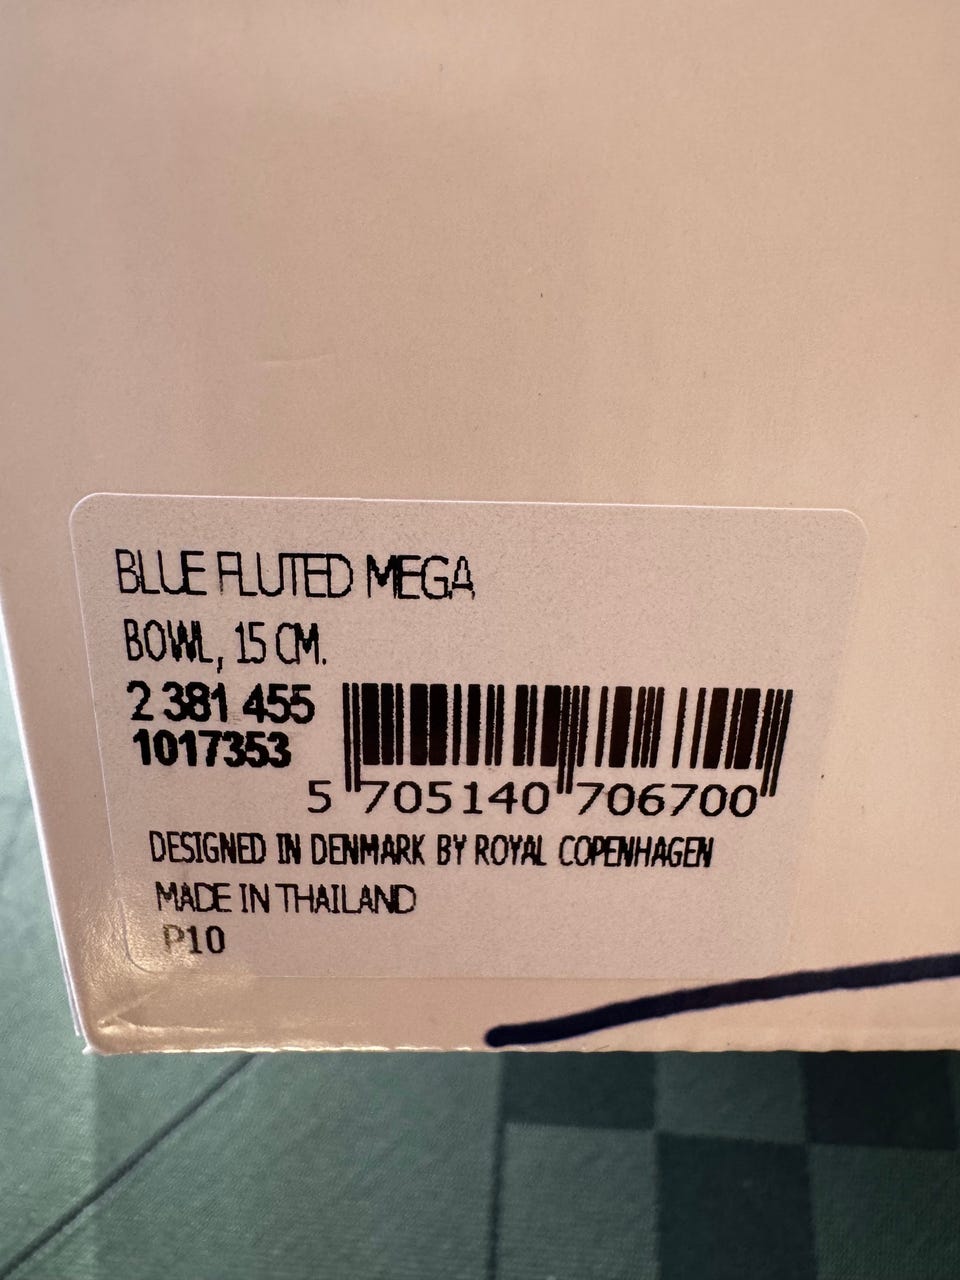 BLUE FLUTED MEGA
BOWL, 15 CM.
2 381 455
1017353
5 705140 706700
DESIGNED IN DENMARK BY ROYAL COPENHAGEN
MADE IN THAILAND
P10